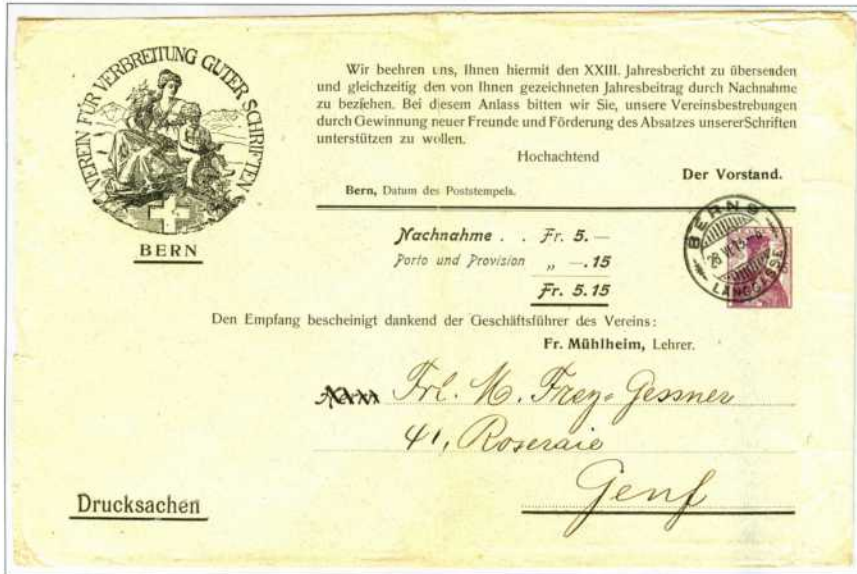 VEREIN FÜR VERBREITUNG GUTER SCHRIFTEN
BERN
Wir beehren uns, Ihnen hiermit den XXIII. Jahresbericht zu übersenden
und gleichzeitig den von Ihnen gezeichneten Jahresbeitrag durch Nachnahme
zu beziehen. Bei diesem Anlass bitten wir Sie, unsere Vereinsbestrebungen
durch Gewinnung neuer Freunde und Förderung des Absatzes unserer Schriften
unterstützen zu wollen.
Hochachtend
Der Vorstand.
Bern, Datum des Poststempels.
BERN 9
LÄNGGASSE
Nachnahme . . Fr. 5.—
Porto und Provision „ —.15
Fr. 5.15
Den Empfang bescheinigt dankend der Geschäftsführer des Vereins:
Fr. Mühlheim, Lehrer.
Frl. M. Frey-Gessner
41, Roseraie
Genf
Drucksachen